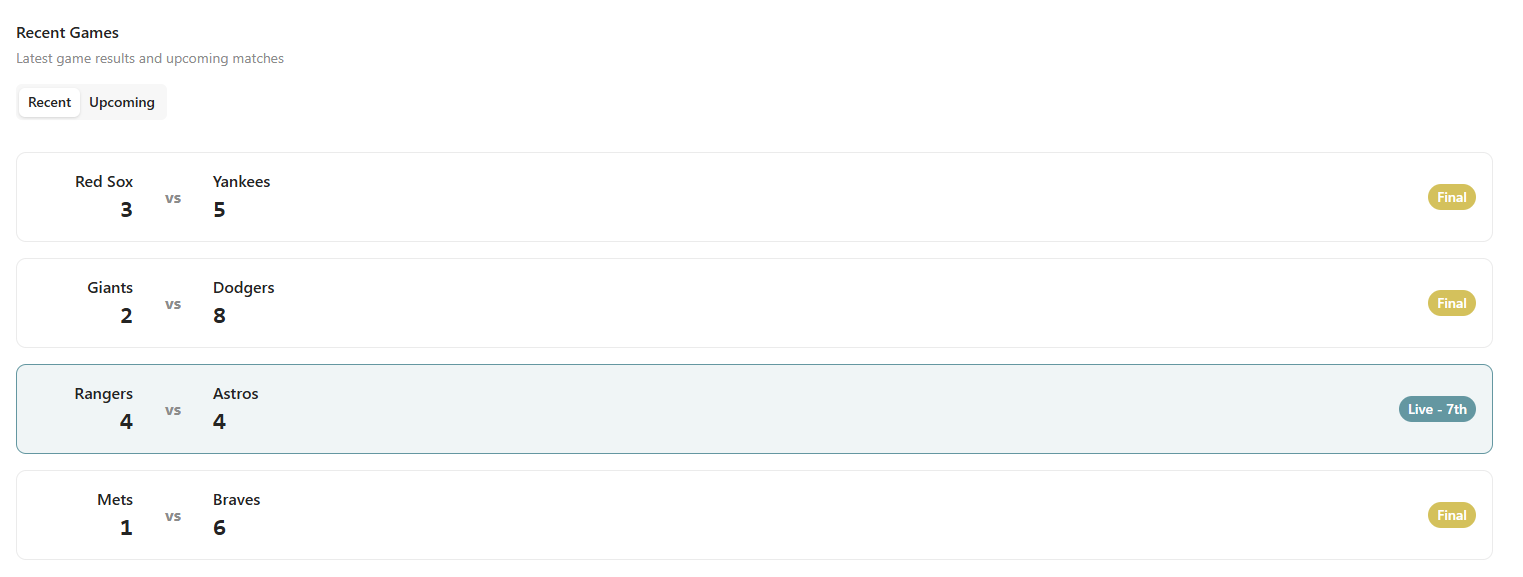 Recent Games
Latest game results and upcoming matches
Recent Upcoming
Red Sox vs Yankees
3 5
Final
Giants vs Dodgers
2 8
Final
Rangers vs Astros
4 4
Live - 7th
Mets vs Braves
1 6
Final